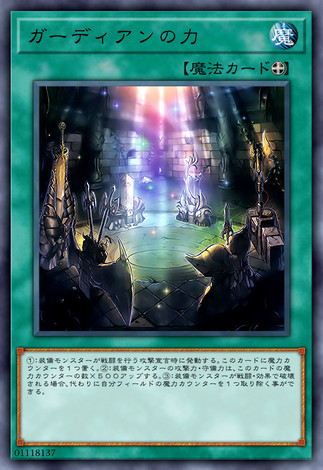 ガーディアンの力
魔
【魔法カード】
①：装備モンスターが戦闘を行う攻撃宣言時に発動する。このカードに魔力カ
ウンターを１つ置く。②：装備モンスターの攻撃力・守備力は、このカードの魔
力カウンターの数×５００アップする。③：装備モンスターが戦闘・効果で破壊
される場合、代わりに自分フィールドの魔力カウンターを１つ取り除く事がで
きる。
01118137